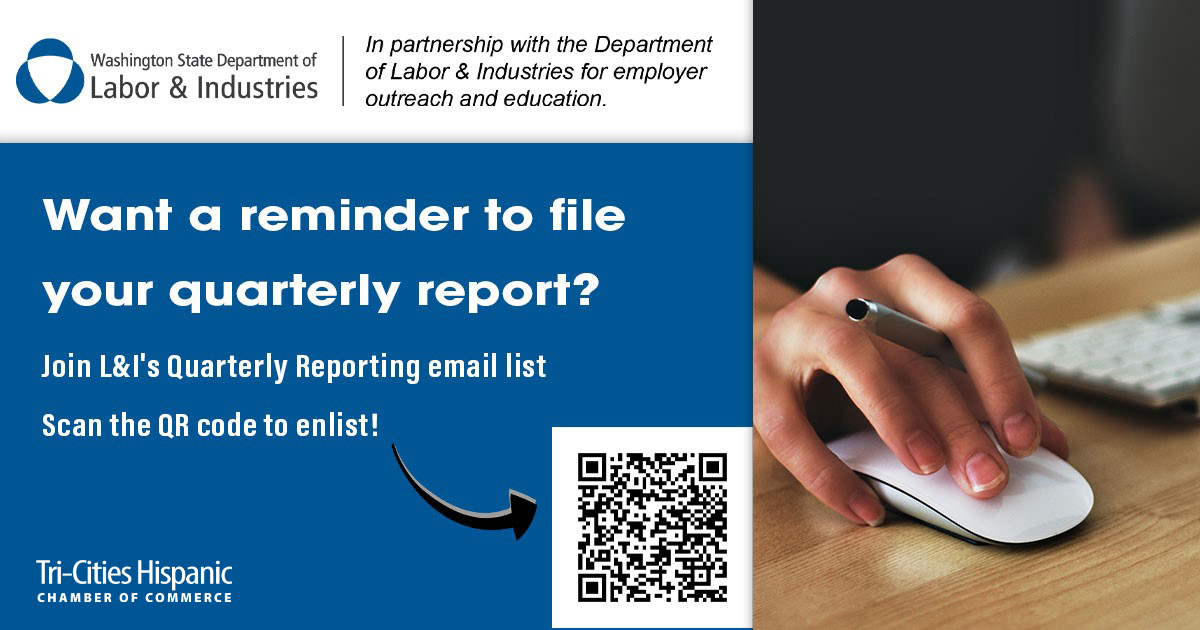 Washington State Department of
Labor & Industries
In partnership with the Department
of Labor & Industries for employer
outreach and education.
Want a reminder to file
your quarterly report?
Join L&I's Quarterly Reporting email list
Scan the QR code to enlist!
Tri-Cities Hispanic
CHAMBER OF COMMERCE